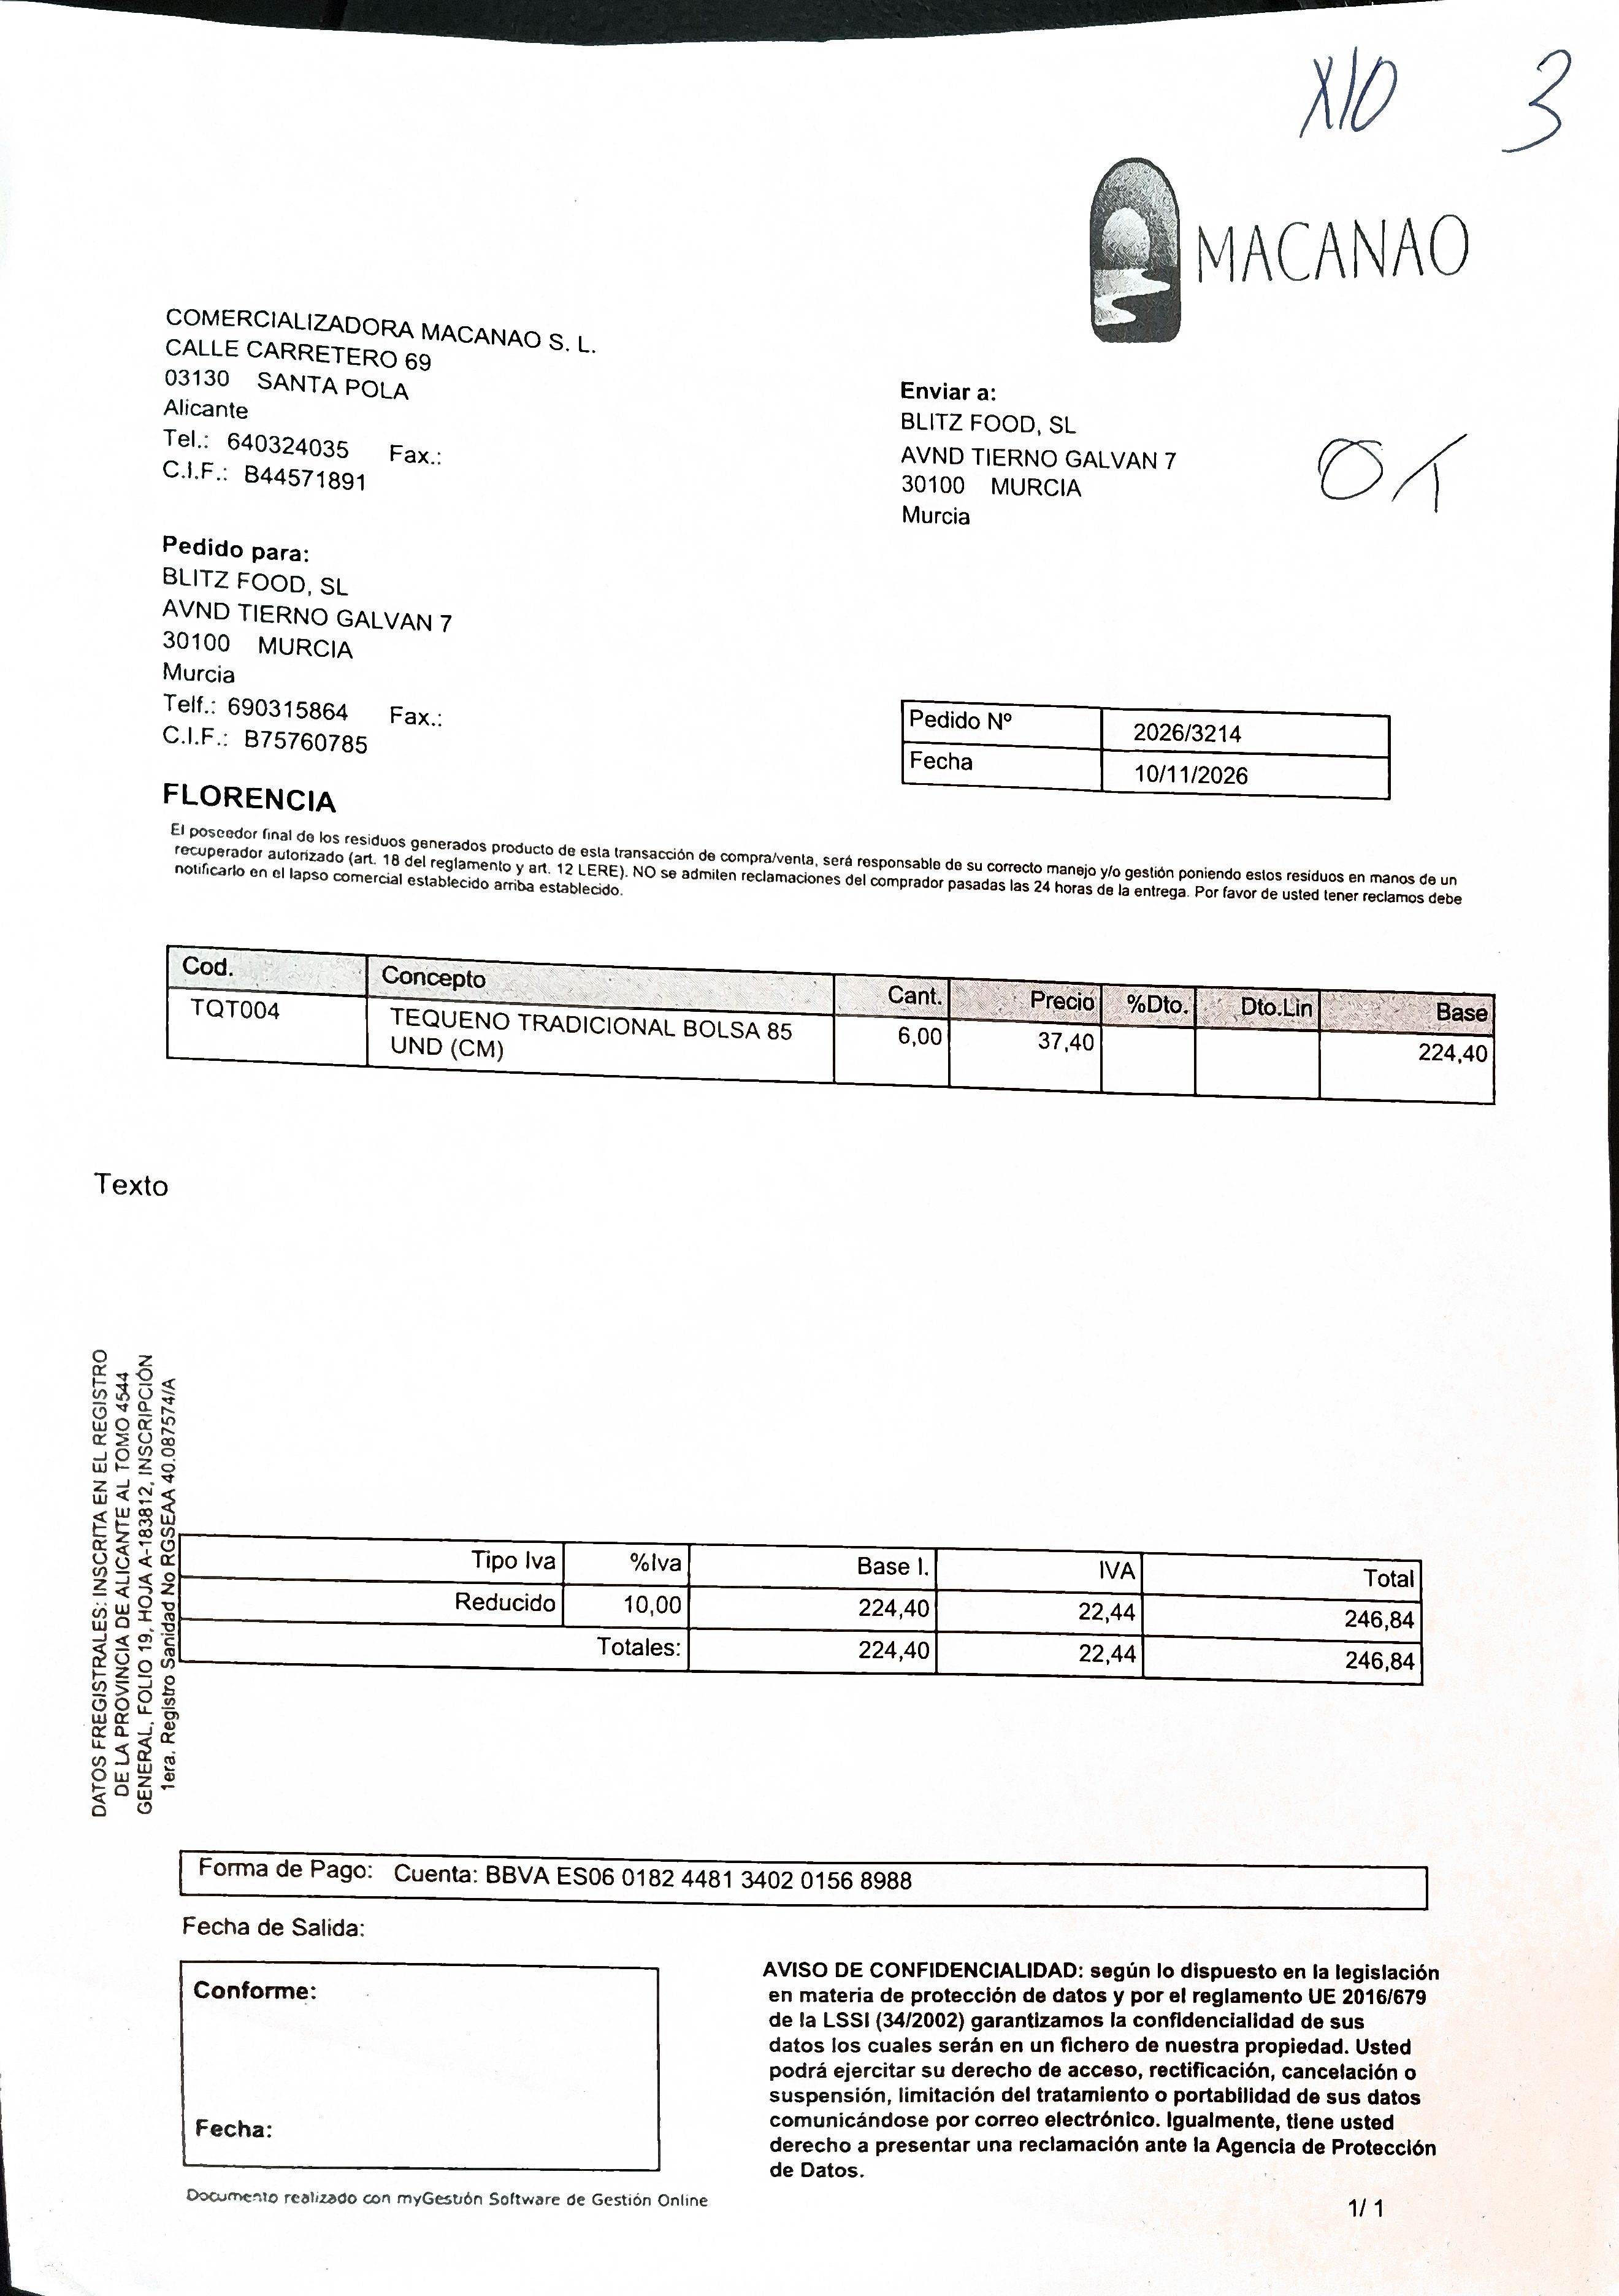 X10 3
MACANAO
COMERCIALIZADORA MACANAO S. L.
CALLE CARRETERO 69
03130 SANTA POLA
Alicante
Tel.: 640324035 Fax.:
C.I.F.: B44571891
Enviar a:
BLITZ FOOD, SL
AVND TIERNO GALVAN 7
30100 MURCIA
Murcia
OK
Pedido para:
BLITZ FOOD, SL
AVND TIERNO GALVAN 7
30100 MURCIA
Murcia
Telf.: 690315864 Fax.:
C.I.F.: B75760785
Pedido Nº 2026/3214
Fecha 10/11/2026
FLORENCIA
El poseedor final de los residuos generados producto de esta transacción de compra/venta, será responsable de su correcto manejo y/o gestión poniendo estos residuos en manos de un
recuperador autorizado (art. 18 del reglamento y art. 12 LERE). NO se admiten reclamaciones del comprador pasadas las 24 horas de la entrega. Por favor de usted tener reclamos debe
notificarlo en el lapso comercial establecido arriba establecido.
Cod. Concepto Cant. Precio %Dto. Dto.Lin Base
TQT004 TEQUENO TRADICIONAL BOLSA 85 6,00 37,40 224,40
UND (CM)
Texto
DATOS FREGISTRALES: INSCRITA EN EL REGISTRO
DE LA PROVINCIA DE ALICANTE AL TOMO 4544
GENERAL, FOLIO 19, HOJA A-183812, INSCRIPCIÓN
1era. Registro Sanidad No RGSEAA 40.087574/A
Tipo Iva %Iva Base I. IVA Total
Reducido 10,00 224,40 22,44 246,84
Totales: 224,40 22,44 246,84
Forma de Pago: Cuenta: BBVA ES06 0182 4481 3402 0156 8988
Fecha de Salida:
Conforme:
Fecha:
AVISO DE CONFIDENCIALIDAD: según lo dispuesto en la legislación
en materia de protección de datos y por el reglamento UE 2016/679
de la LSSI (34/2002) garantizamos la confidencialidad de sus
datos los cuales serán en un fichero de nuestra propiedad. Usted
podrá ejercitar su derecho de acceso, rectificación, cancelación o
suspensión, limitación del tratamiento o portabilidad de sus datos
comunicándose por correo electrónico. Igualmente, tiene usted
derecho a presentar una reclamación ante la Agencia de Protección
de Datos.
Documento realizado con myGestión Software de Gestión Online
1/ 1